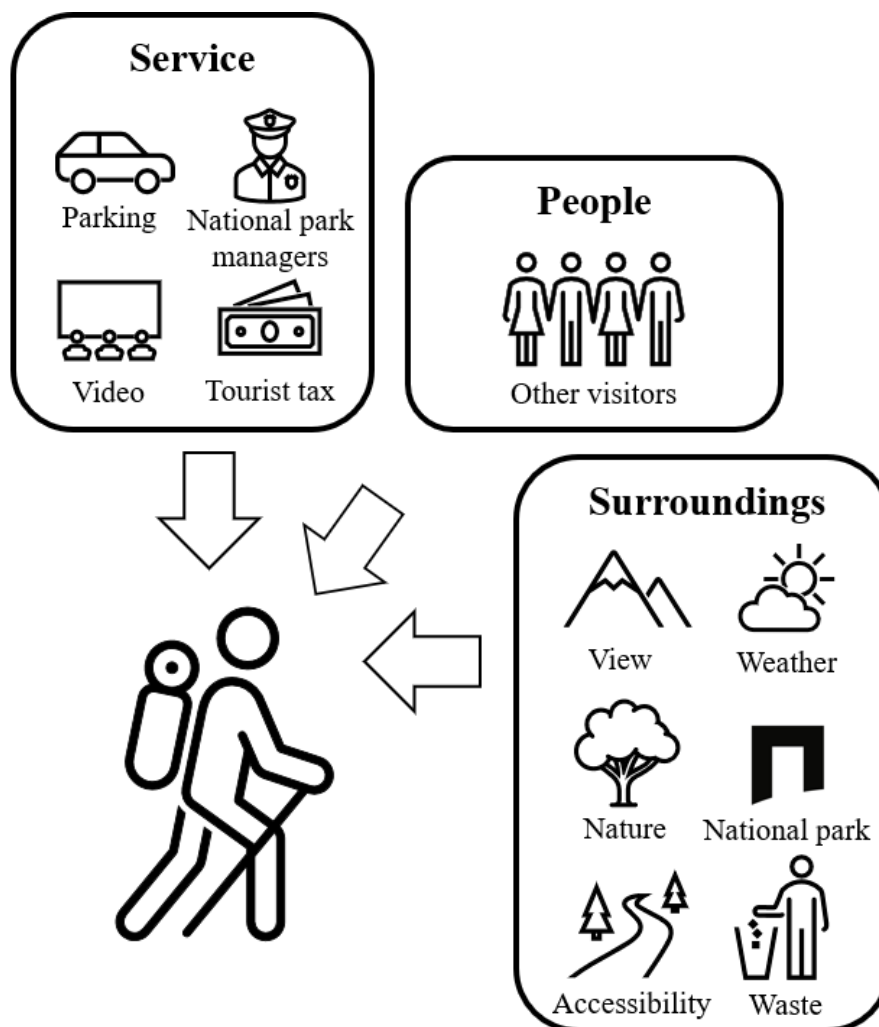 Service
Parking
National park
managers
Video
Tourist tax
People
Other visitors
Surroundings
View
Weather
Nature
National park
Accessibility
Waste